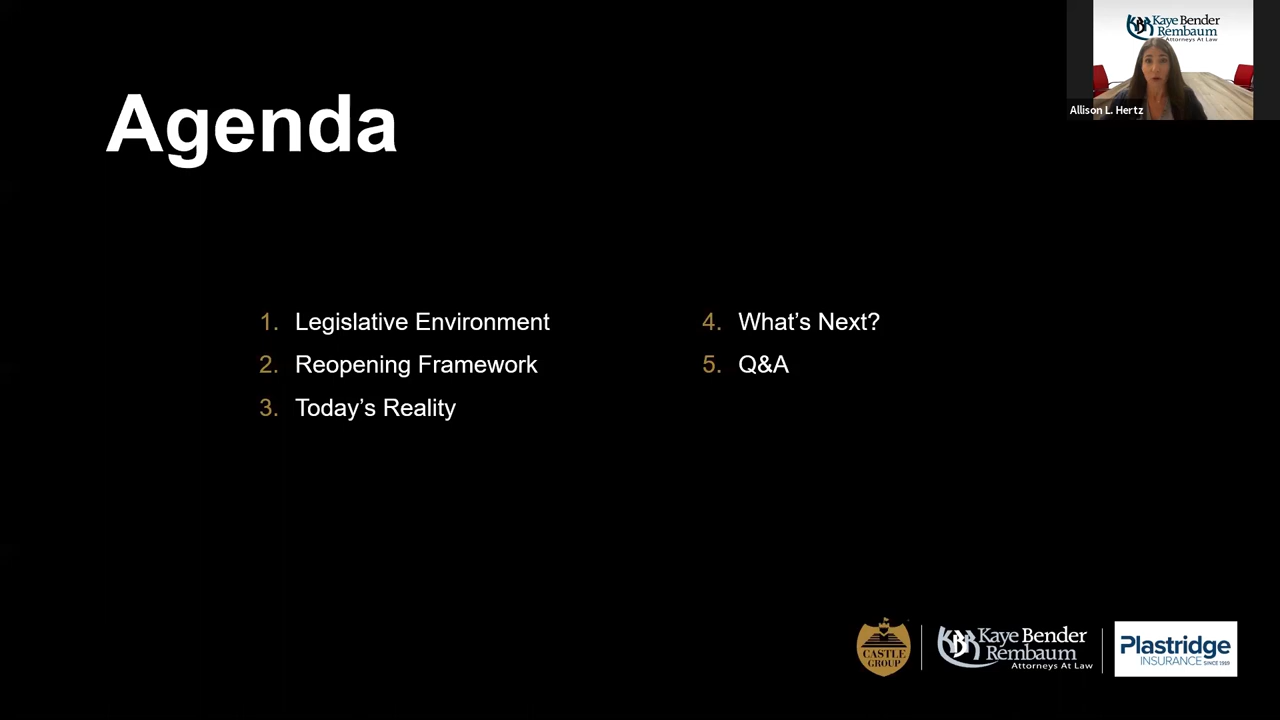 Kaye Bender
Rembaum
Attorneys At Law
Allison L. Hertz
Agenda
1. Legislative Environment
2. Reopening Framework
3. Today's Reality
4. What's Next?
5. Q&A
CASTLE
GROUP
KBR Kaye Bender
Rembaum
Attorneys At Law
Plastridge
INSURANCE SINCE 1919